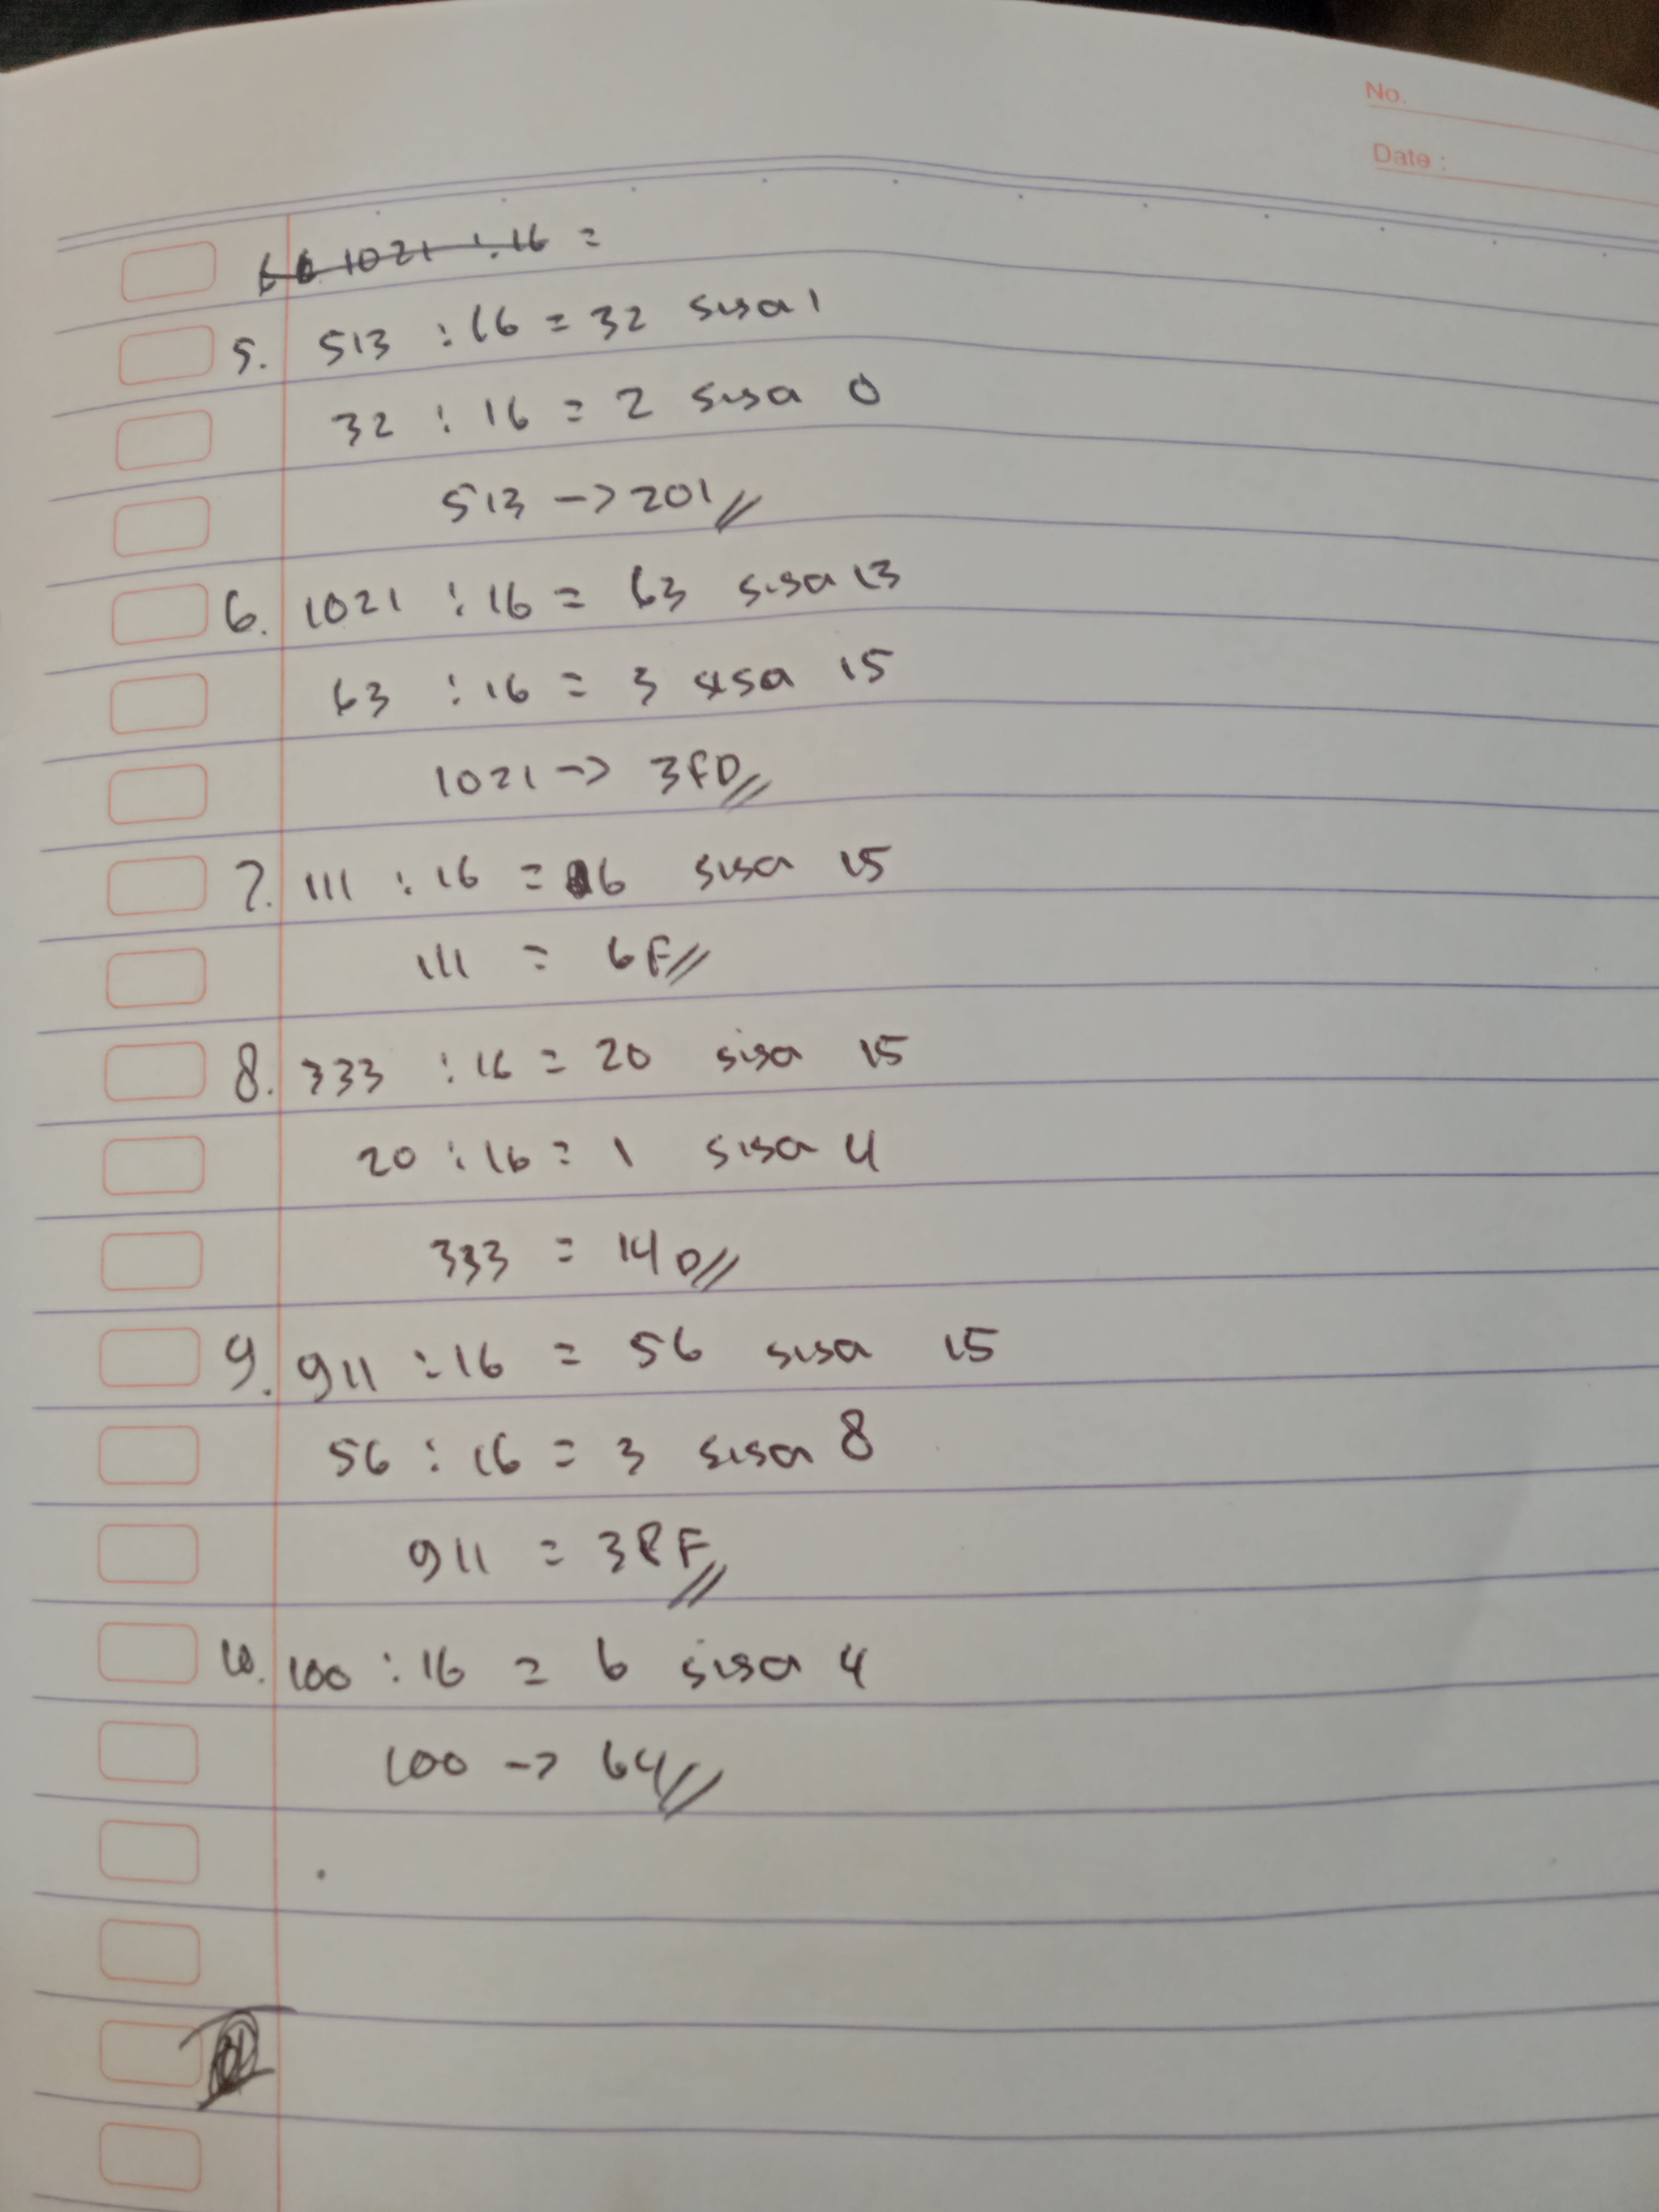 No.
Date :
1021 : 16 =
5. 513 : 16 = 32 sisa 1
32 : 16 = 2 sisa 0
513 -> 201
6. 1021 : 16 = 63 sisa 13
63 : 16 = 3 sisa 15
1021 -> 3FD
7. 111 : 16 = 6 sisa 15
111 = 6F
8. 333 : 16 = 20 sisa 15
20 : 16 = 1 sisa 4
333 = 14D
9. 911 : 16 = 56 sisa 15
56 : 16 = 3 sisa 8
911 = 38F
10. 100 : 16 = 6 sisa 4
100 -> 64